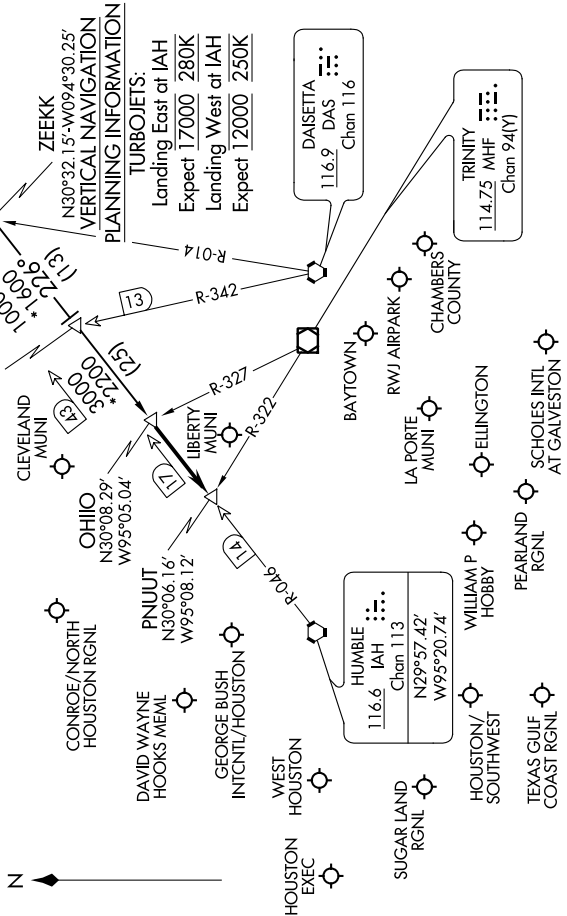 N
ZEEKK
N30°32.15'-W094°30.25'
VERTICAL NAVIGATION
PLANNING INFORMATION
TURBOJETS:
Landing East at IAH
Expect 17000 280K
Landing West at IAH
Expect 12000 250K
*1600
226°
(13)
R-014
13
R-342
3000
*2200
(25)
43
CLEVELAND
MUNI
OHIIO
N30°08.29'
W95°05.04'
17
R-327
LIBERTY
MUNI
R-322
PNUUT
N30°06.16'
W95°08.12'
14
R-046
DAISETTA
116.9 DAS
Chan 116
TRINITY
114.75 MHF
Chan 94(Y)
HUMBLE
116.6 IAH
Chan 113
N29°57.42'
W95°20.74'
CONROE/NORTH
HOUSTON RGNL
DAVID WAYNE
HOOKS MEML
GEORGE BUSH
INTCNTL/HOUSTON
WEST
HOUSTON
HOUSTON
EXEC
SUGAR LAND
RGNL
HOUSTON/
SOUTHWEST
TEXAS GULF
COAST RGNL
WILLIAM P
HOBBY
PEARLAND
RGNL
ELLINGTON
SCHOLES INTL
AT GALVESTON
LA PORTE
MUNI
BAYTOWN
RWJ AIRPARK
CHAMBERS
COUNTY